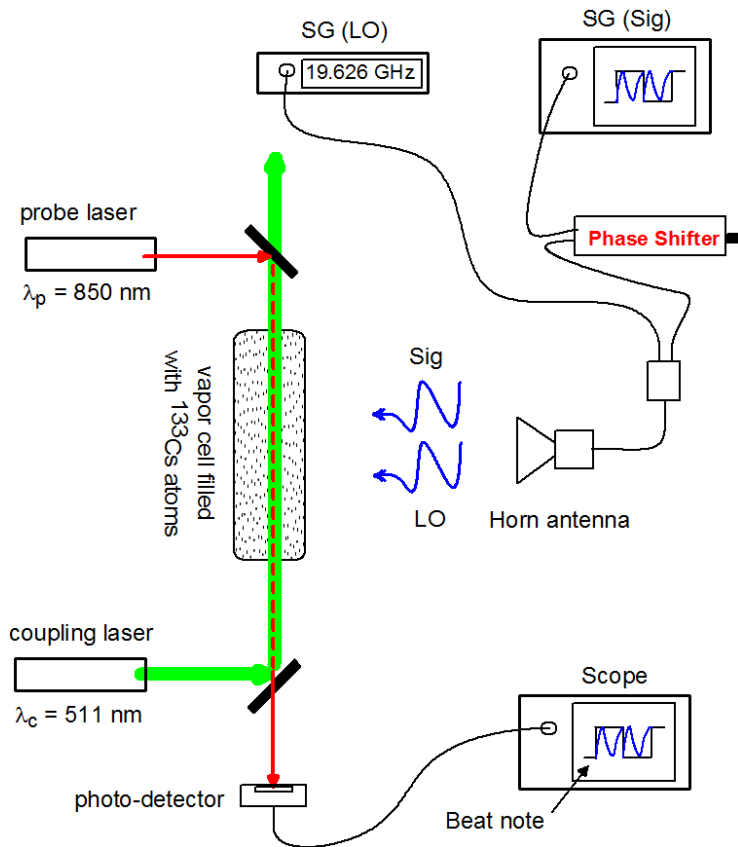 SG (LO)
19.626 GHz
SG (Sig)
probe laser
λp = 850 nm
Phase Shifter
vapor cell filled
with 133Cs atoms
Sig
LO
Horn antenna
coupling laser
λc = 511 nm
Scope
photo-detector
Beat note